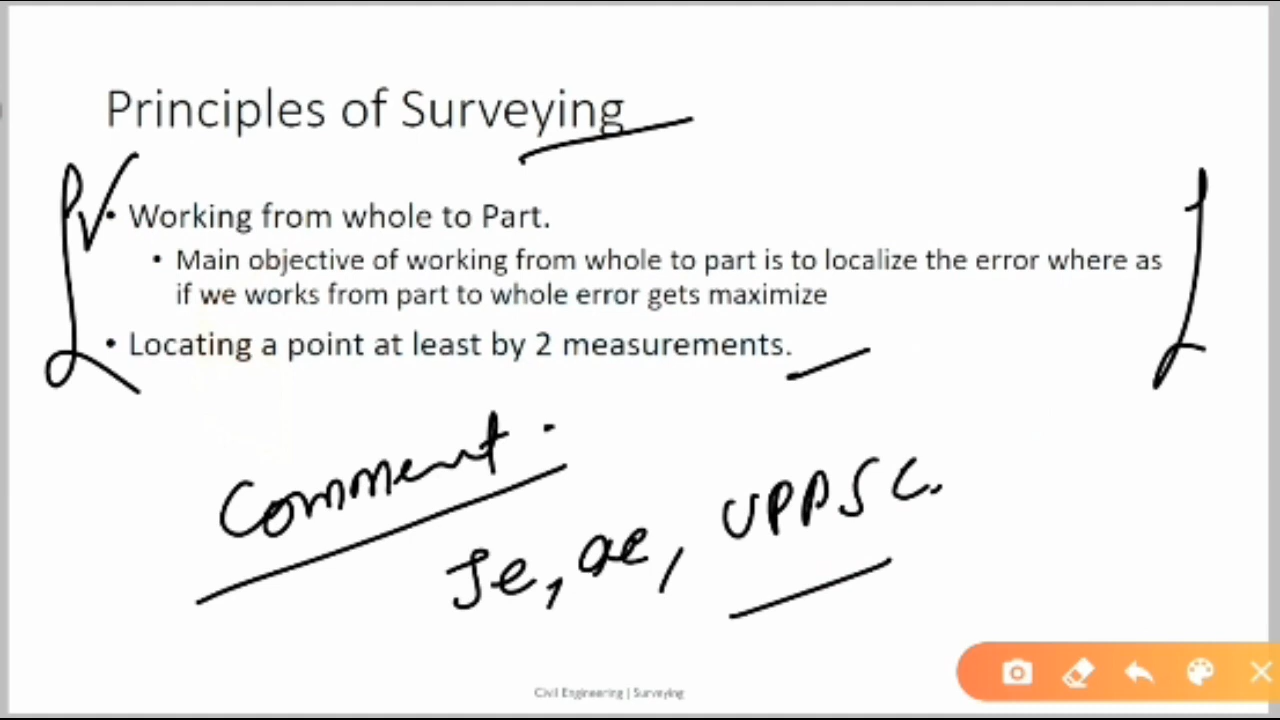 Principles of Surveying
• Working from whole to Part.
• Main objective of working from whole to part is to localize the error where as
if we works from part to whole error gets maximize
• Locating a point at least by 2 measurements.
Comment.
Je, ae, UPPSC.
Civil Engineering | Surveying